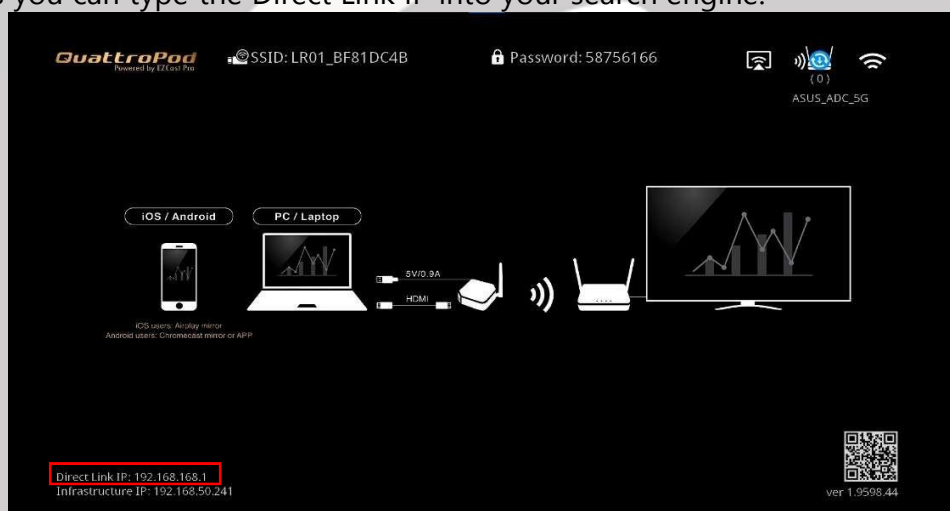 you can type the Direct Link IP into your search engine.
QuattroPod
Powered by EZCast Pro
SSID: LR01_BF81DC4B
Password: 58756166
(0)
ASUS_ADC_5G
iOS / Android
PC / Laptop
5V/0.9A
HDMI
iOS users: Airplay mirror
Android users: Chromecast mirror or APP
Direct Link IP: 192.168.168.1
Infrastructure IP: 192.168.50.241
ver 1.9598.44